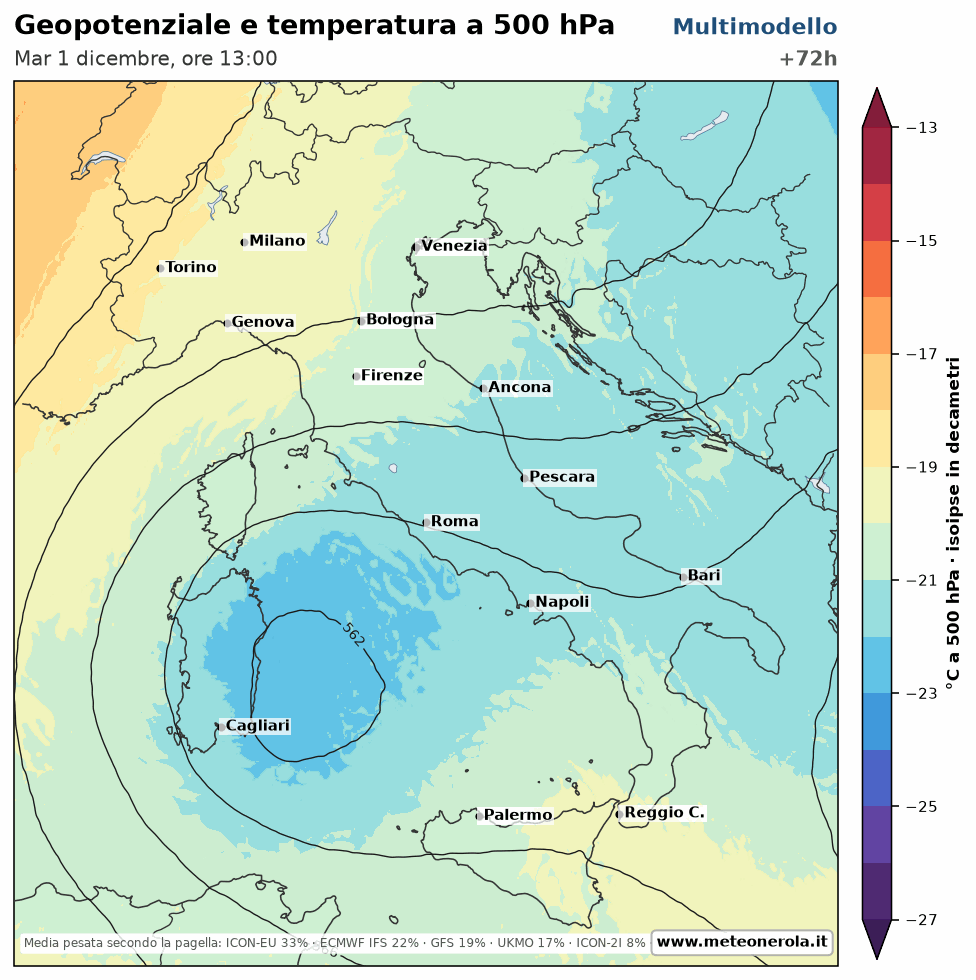 Geopotenziale e temperatura a 500 hPa
Multimodello
Mar 1 dicembre, ore 13:00
+72h
Milano
Venezia
Torino
Genova
Bologna
Firenze
Ancona
Pescara
Roma
Bari
Napoli
562
Cagliari
Palermo
Reggio C.
−13
−15
−17
−19
−21
−23
−25
−27
°C a 500 hPa · isoipse in decametri
Media pesata secondo la pagella: ICON-EU 33% · ECMWF IFS 22% · GFS 19% · UKMO 17% · ICON-2I 8%
www.meteonerola.it